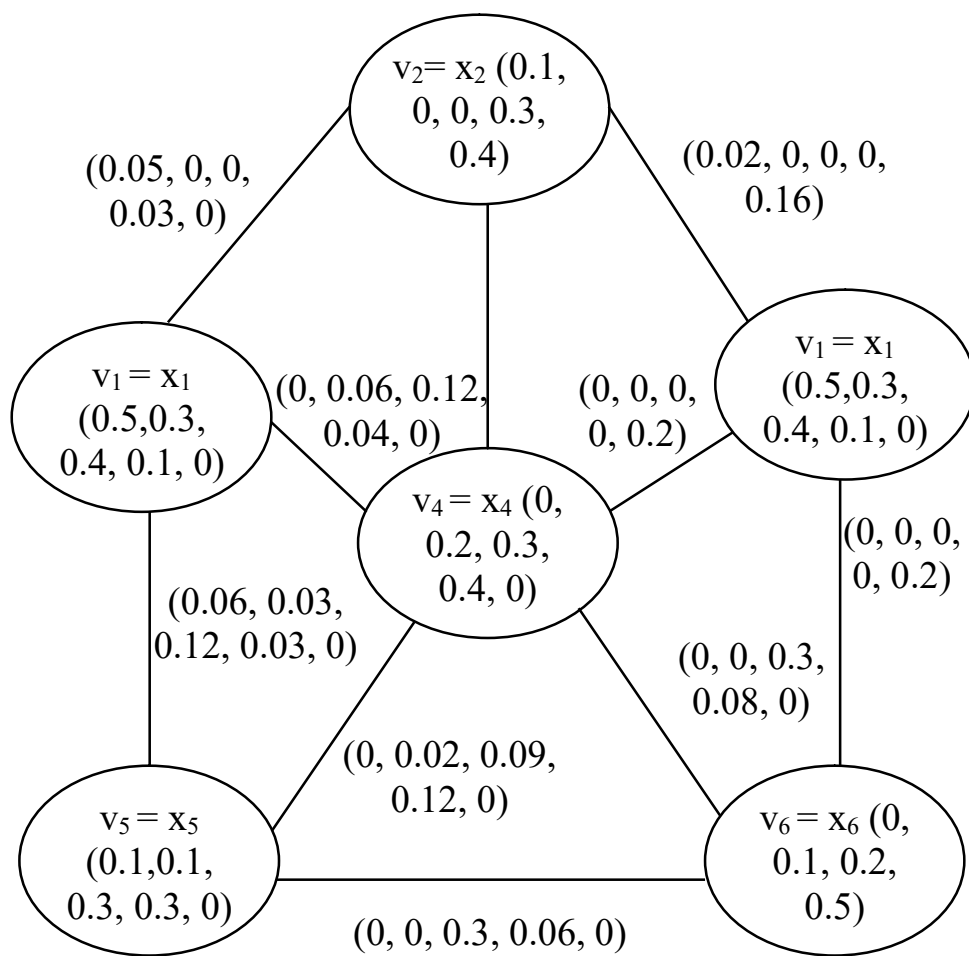 v₂= x₂ (0.1,
0, 0, 0.3,
0.4)
(0.05, 0, 0,
0.03, 0)
(0.02, 0, 0, 0,
0.16)
v₁ = x₁
(0.5,0.3,
0.4, 0.1, 0)
(0, 0.06, 0.12,
0.04, 0)
(0, 0, 0,
0, 0.2)
v₁ = x₁
(0.5,0.3,
0.4, 0.1, 0)
v₄ = x₄ (0,
0.2, 0.3,
0.4, 0)
(0, 0, 0,
0, 0.2)
(0.06, 0.03,
0.12, 0.03, 0)
(0, 0, 0.3,
0.08, 0)
(0, 0.02, 0.09,
0.12, 0)
v₅ = x₅
(0.1,0.1,
0.3, 0.3, 0)
v₆ = x₆ (0,
0.1, 0.2,
0.5)
(0, 0, 0.3, 0.06, 0)